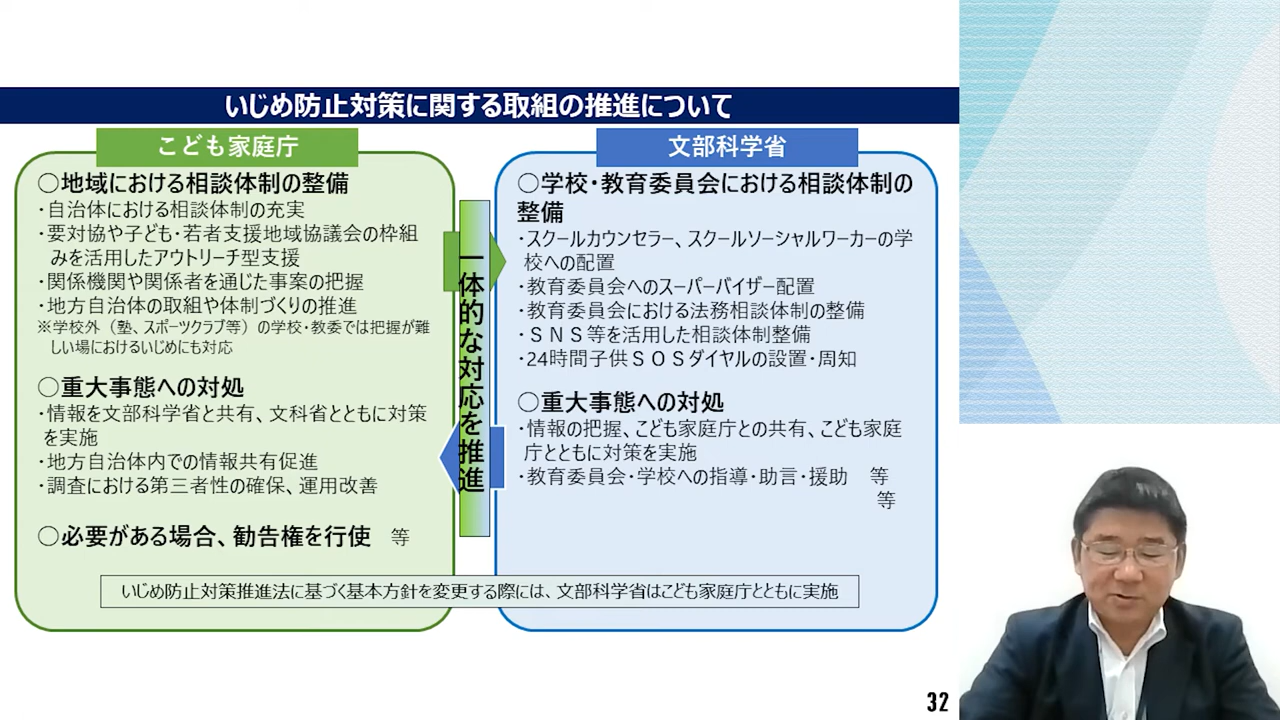 いじめ防止対策に関する取組の推進について
こども家庭庁
○地域における相談体制の整備
・自治体における相談体制の充実
・要対協や子ども・若者支援地域協議会の枠組
みを活用したアウトリーチ型支援
・関係機関や関係者を通じた事案の把握
・地方自治体の取組や体制づくりの推進
※学校外（塾、スポーツクラブ等）の学校・教委では把握が難
しい場におけるいじめにも対応
○重大事態への対処
・情報を文部科学省と共有、文科省とともに対策
を実施
・地方自治体内での情報共有促進
・調査における第三者性の確保、運用改善
○必要がある場合、勧告権を行使　等
一体的な対応を推進
文部科学省
○学校・教育委員会における相談体制の
整備
・スクールカウンセラー、スクールソーシャルワーカーの学
校への配置
・教育委員会へのスーパーバイザー配置
・教育委員会における法務相談体制の整備
・ＳＮＳ等を活用した相談体制整備
・24時間子供ＳＯＳダイヤルの設置・周知
○重大事態への対処
・情報の把握、こども家庭庁との共有、こども家庭
庁とともに対策を実施
・教育委員会・学校への指導・助言・援助　等
等
いじめ防止対策推進法に基づく基本方針を変更する際には、文部科学省はこども家庭庁とともに実施
32